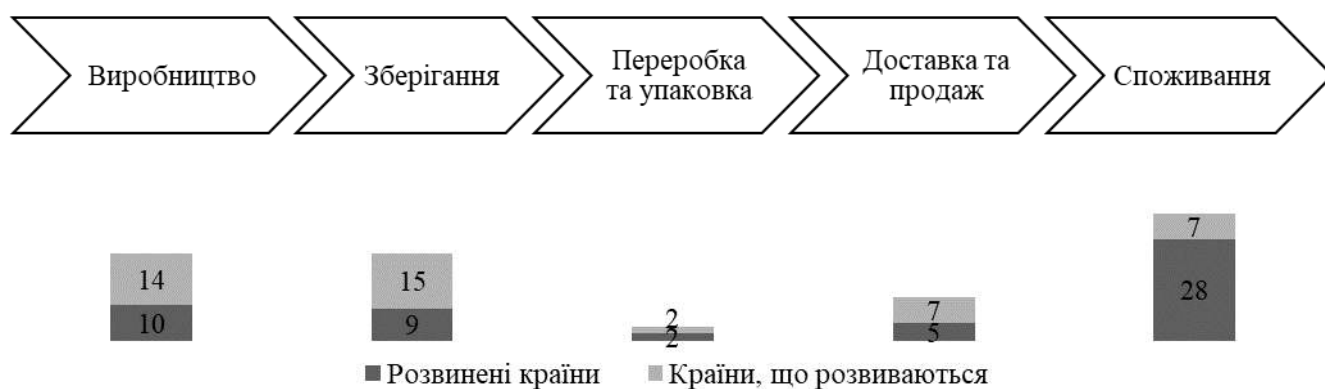 Виробництво
Зберігання
Переробка
та упаковка
Доставка та
продаж
Споживання
14
10
15
9
2
2
7
5
7
28
Розвинені країни
Країни, що розвиваються